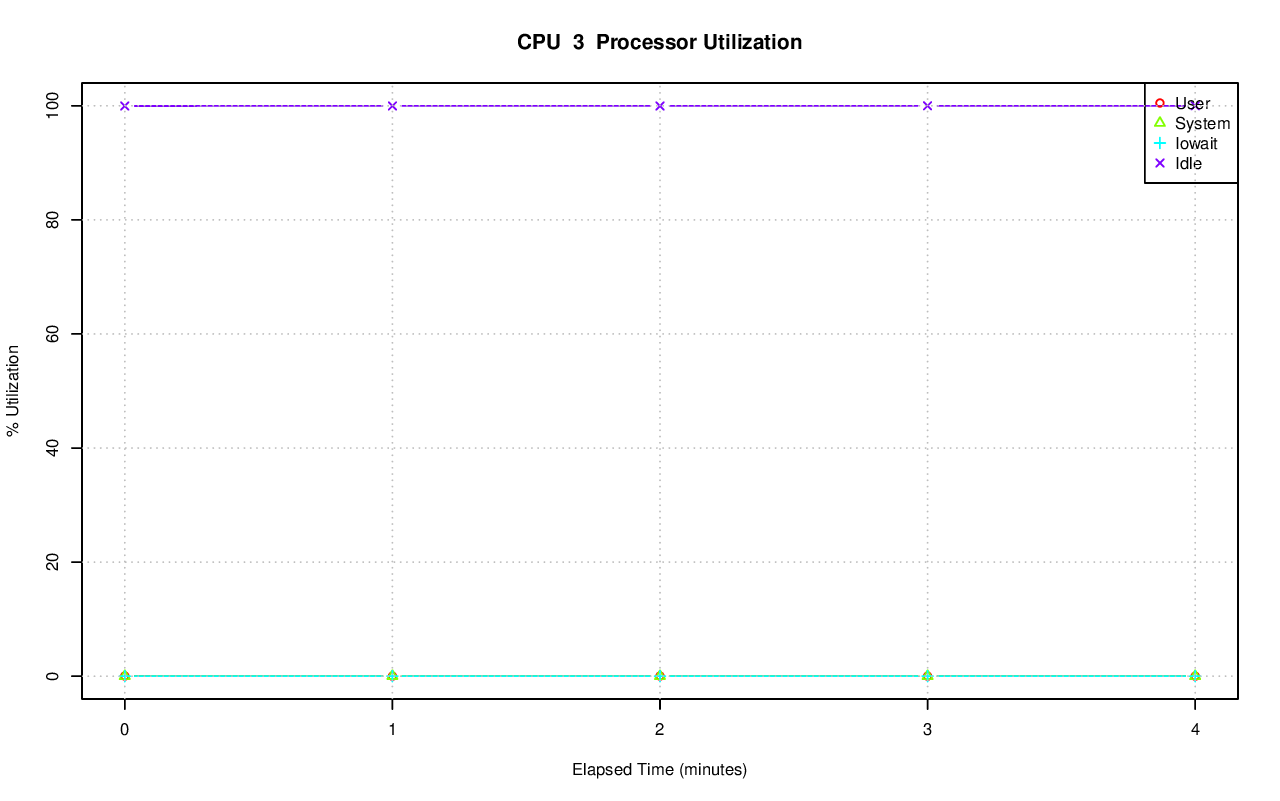 CPU  3  Processor Utilization
100
80
60
40
20
0
% Utilization
User
System
Iowait
Idle
0 1 2 3 4
Elapsed Time (minutes)